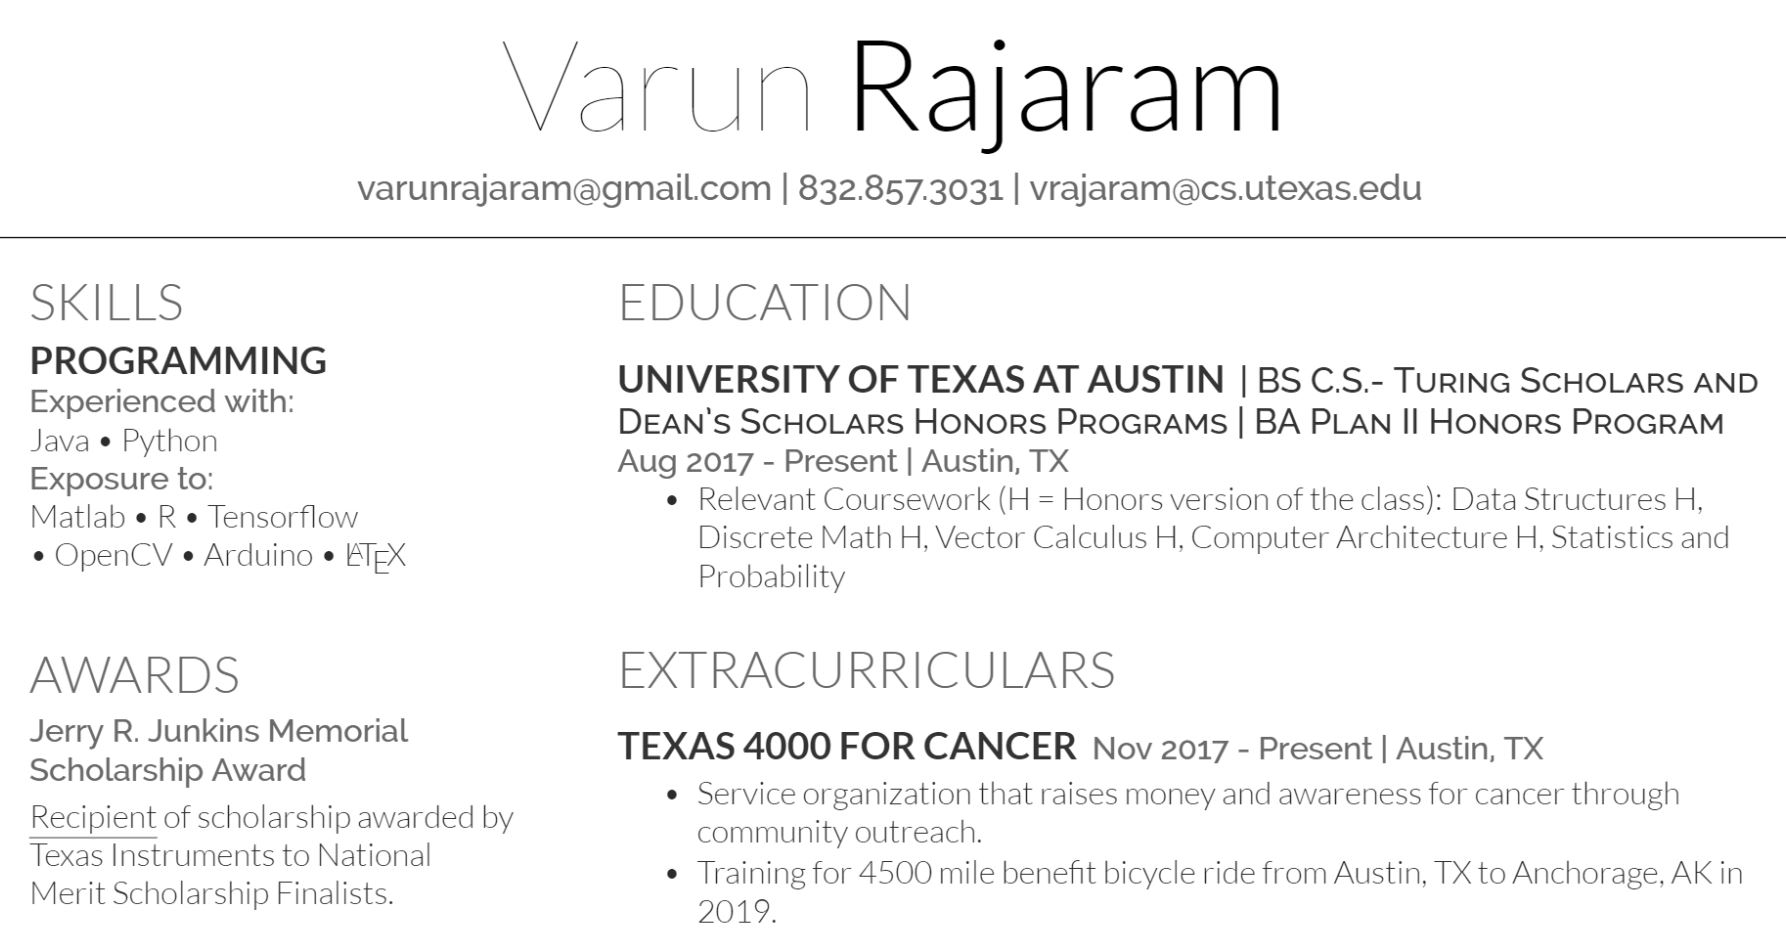 Varun Rajaram
varunrajaram@gmail.com | 832.857.3031 | vrajaram@cs.utexas.edu
SKILLS
PROGRAMMING
Experienced with:
Java • Python
Exposure to:
Matlab • R • Tensorflow
• OpenCV • Arduino • LATEX
AWARDS
Jerry R. Junkins Memorial
Scholarship Award
Recipient of scholarship awarded by
Texas Instruments to National
Merit Scholarship Finalists.
EDUCATION
UNIVERSITY OF TEXAS AT AUSTIN | BS C.S.- TURING SCHOLARS AND
DEAN'S SCHOLARS HONORS PROGRAMS | BA PLAN II HONORS PROGRAM
Aug 2017 - Present | Austin, TX
• Relevant Coursework (H = Honors version of the class): Data Structures H,
Discrete Math H, Vector Calculus H, Computer Architecture H, Statistics and
Probability
EXTRACURRICULARS
TEXAS 4000 FOR CANCER Nov 2017 - Present | Austin, TX
• Service organization that raises money and awareness for cancer through
community outreach.
• Training for 4500 mile benefit bicycle ride from Austin, TX to Anchorage, AK in
2019.